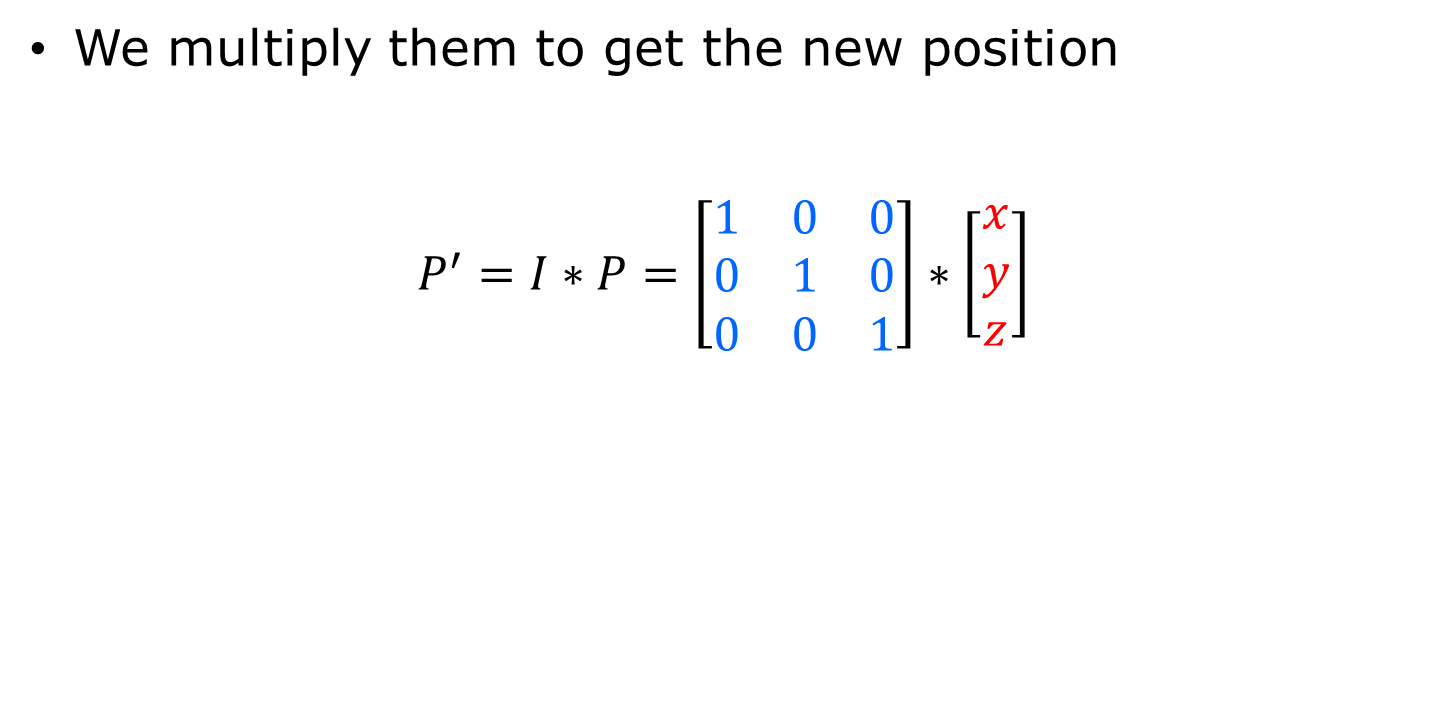 • We multiply them to get the new position
𝑃′ = 𝐼 ∗ 𝑃 = [1 0 0; 0 1 0; 0 0 1] ∗ [𝑥; 𝑦; 𝑧]